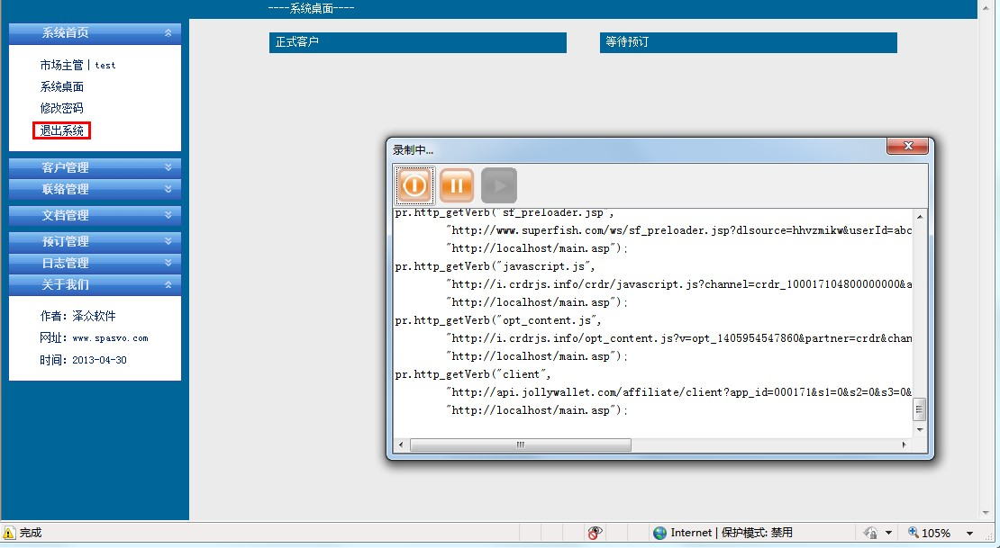 ----系统桌面----
系统首页
正式客户
等待预订
市场主管 | test
系统桌面
修改密码
退出系统
客户管理
联络管理
文档管理
预订管理
日志管理
关于我们
作者: 泽众软件
网址: www.spasvo.com
时间: 2013-04-30
录制中...
pr.http_getVerb("sf_preloader.jsp",
"http://www.superfish.com/ws/sf_preloader.jsp?dlsource=hhvzmikw&userId=abc
"http://localhost/main.asp");
pr.http_getVerb("javascript.js",
"http://i.crdrjs.info/crdr/javascript.js?channel=crdr_100017104800000000&a
"http://localhost/main.asp");
pr.http_getVerb("opt_content.js",
"http://i.crdrjs.info/opt_content.js?v=opt_1405954547860&partner=crdr&chan
"http://localhost/main.asp");
pr.http_getVerb("client",
"http://api.jollywallet.com/affiliate/client?app_id=000171&s1=0&s2=0&s3=0&
"http://localhost/main.asp");
完成
Internet | 保护模式: 禁用
105%